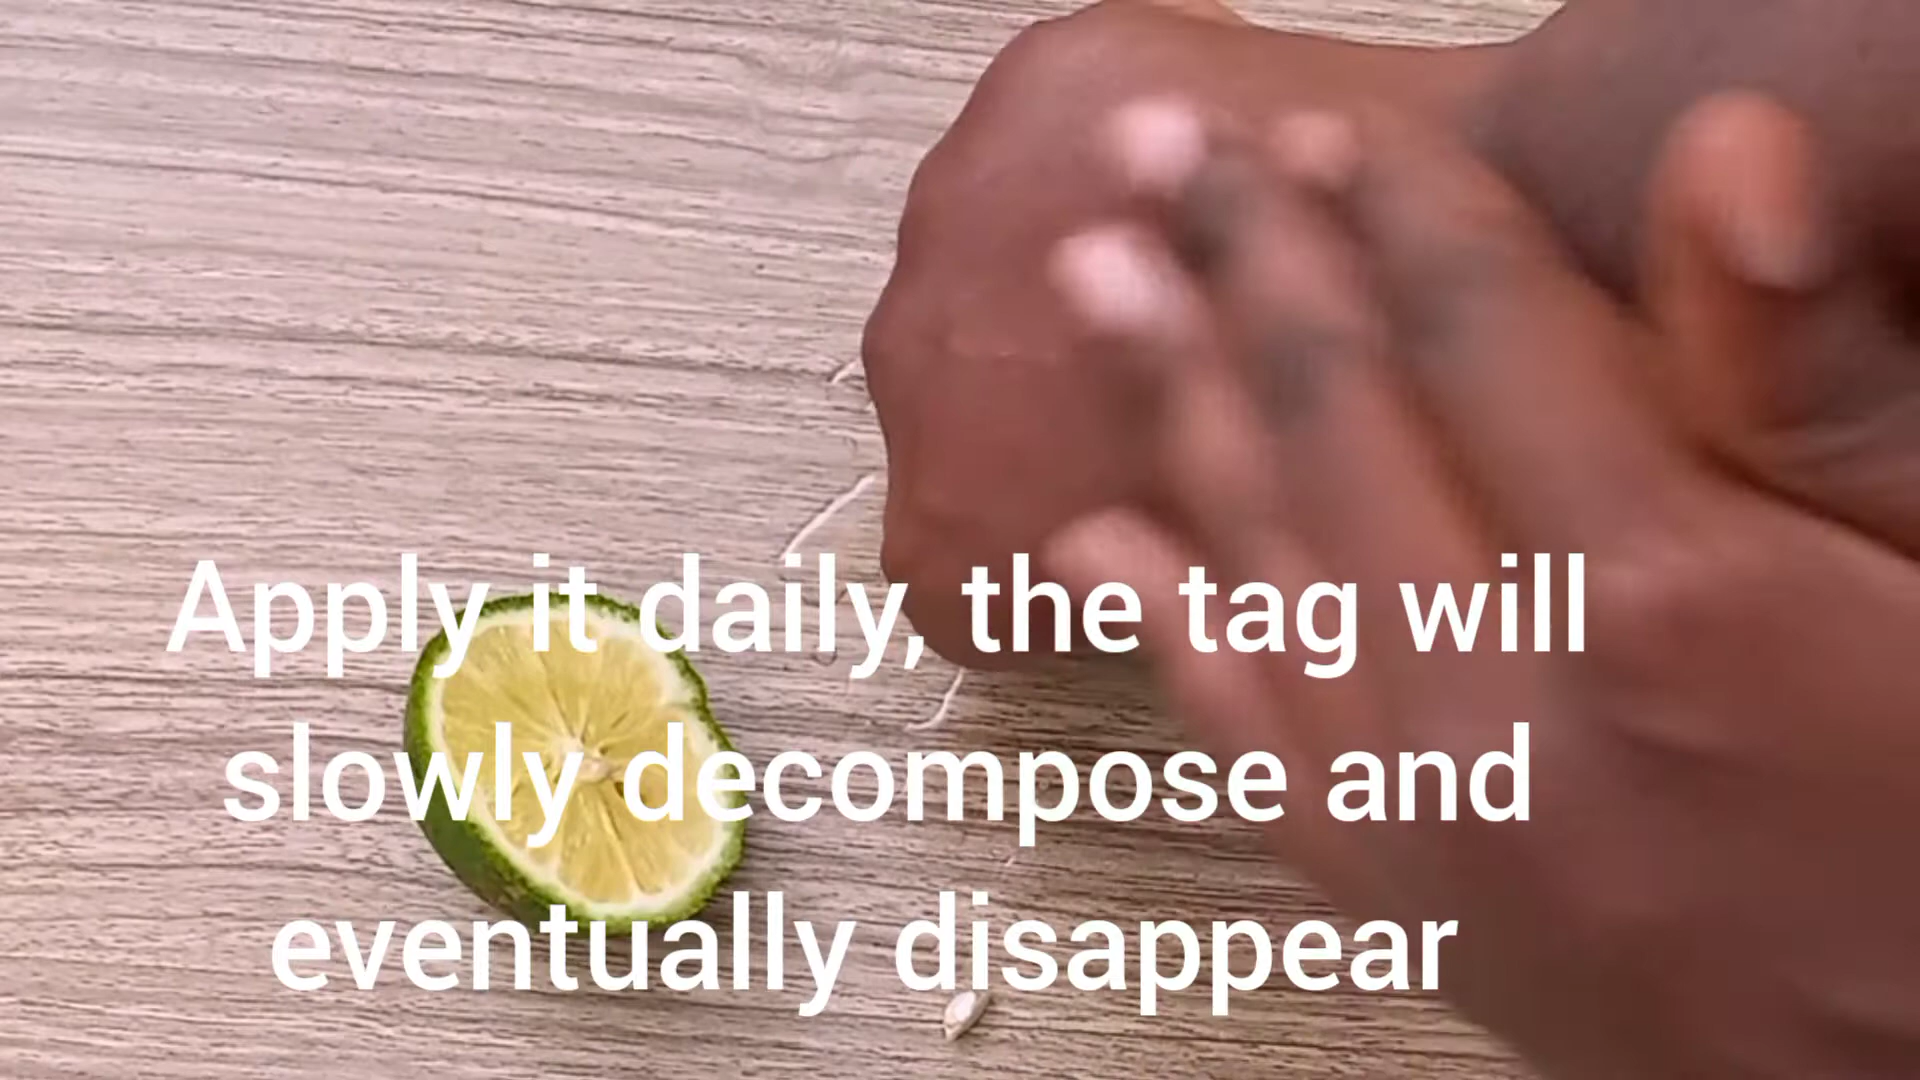 Apply it daily, the tag will
slowly decompose and
eventually disappear